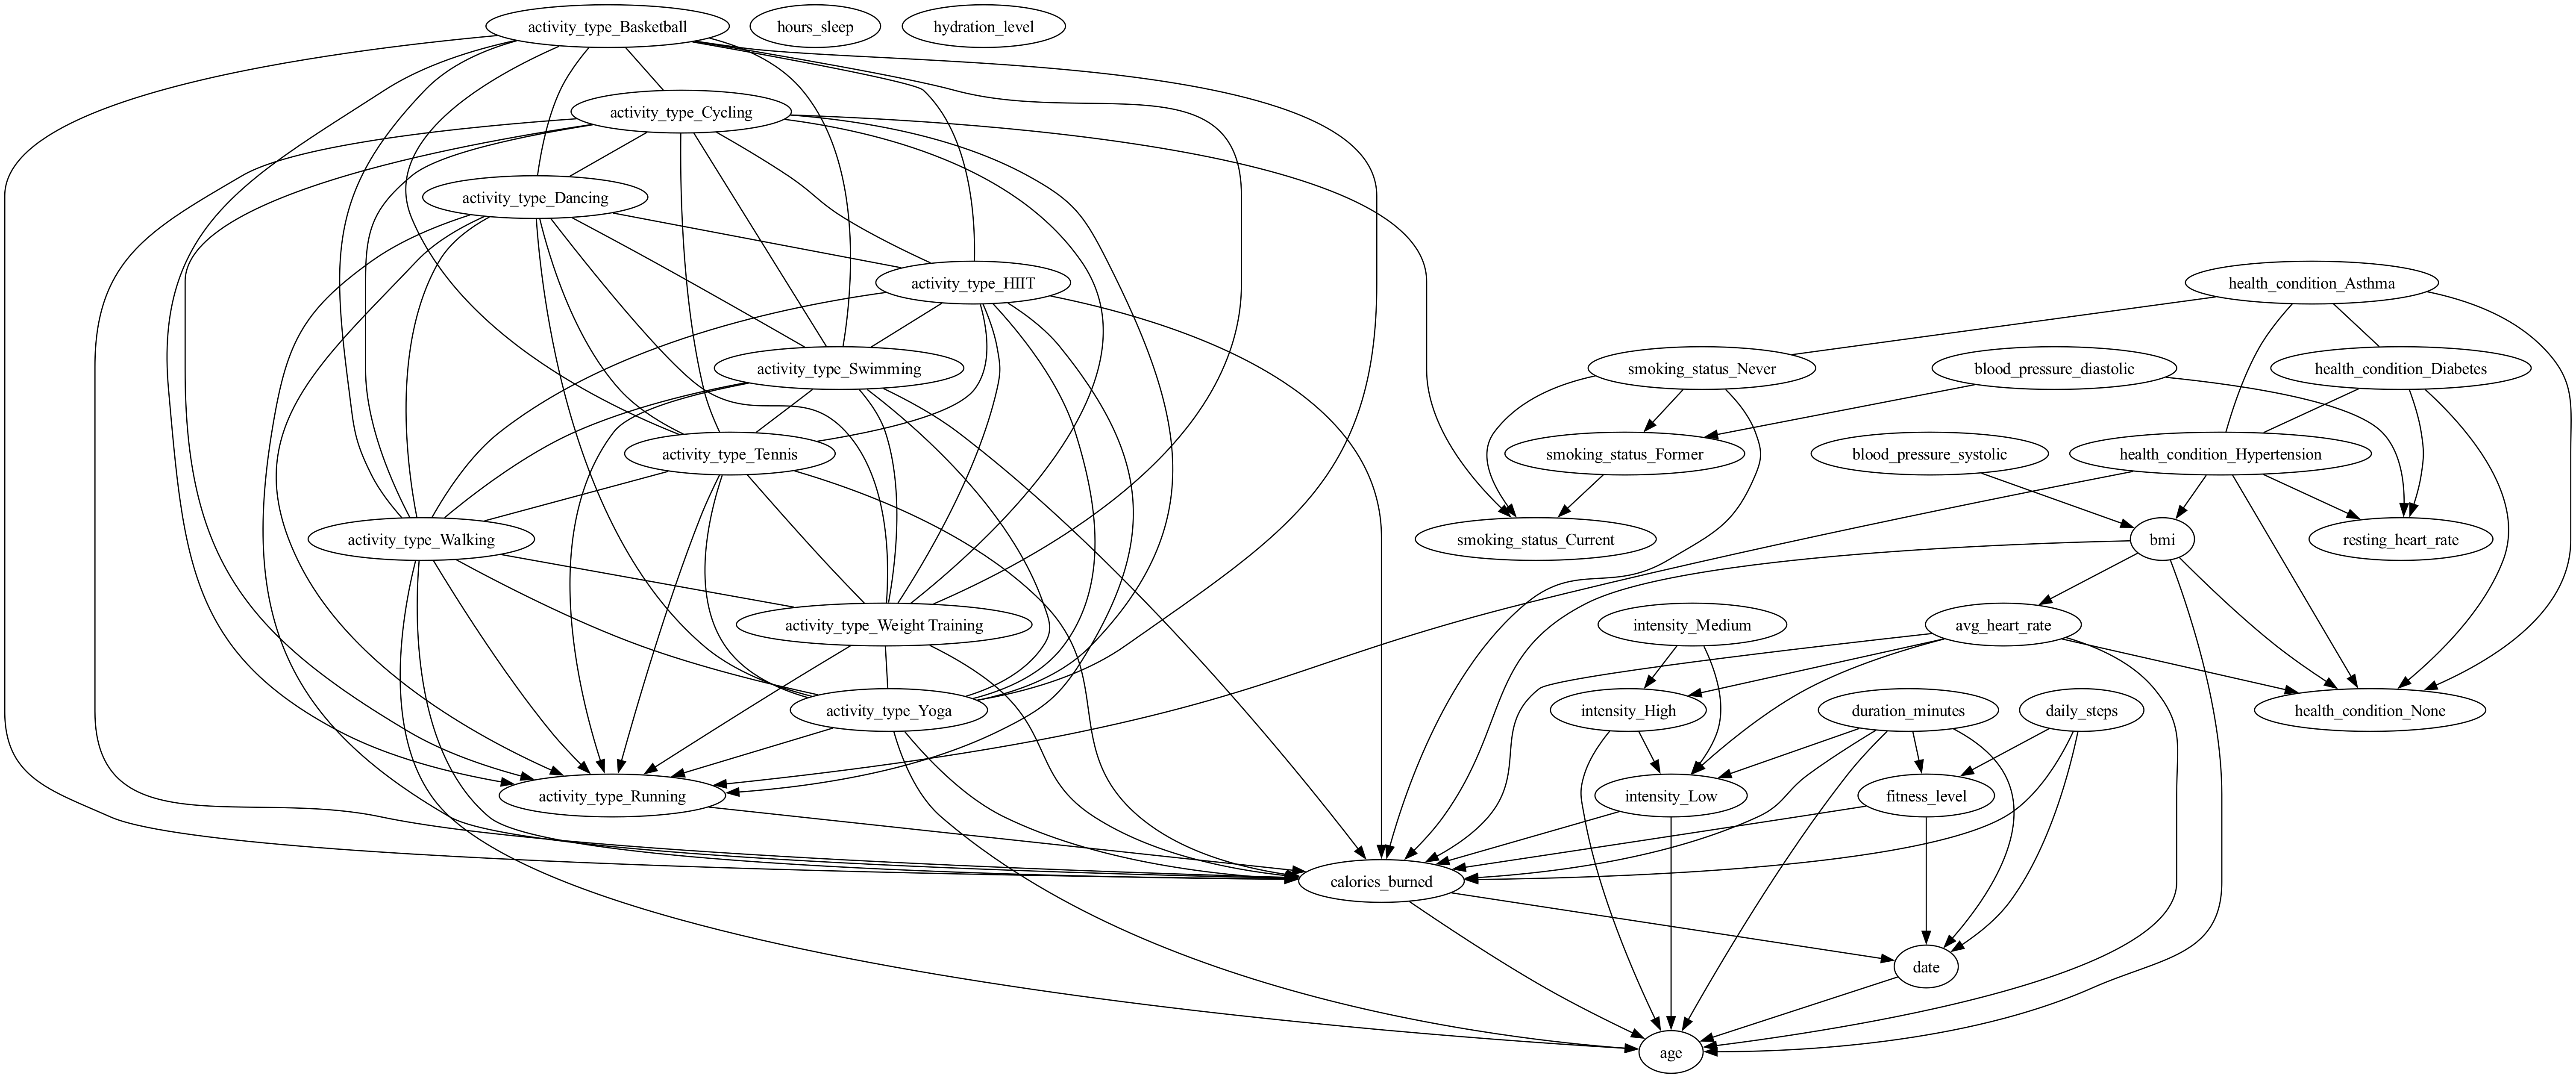 activity_type_Basketball
hours_sleep
hydration_level
activity_type_Cycling
activity_type_Dancing
activity_type_HIIT
health_condition_Asthma
activity_type_Swimming
smoking_status_Never
blood_pressure_diastolic
health_condition_Diabetes
activity_type_Tennis
smoking_status_Former
blood_pressure_systolic
health_condition_Hypertension
activity_type_Walking
smoking_status_Current
bmi
resting_heart_rate
activity_type_Weight Training
intensity_Medium
avg_heart_rate
activity_type_Yoga
intensity_High
duration_minutes
daily_steps
health_condition_None
activity_type_Running
intensity_Low
fitness_level
calories_burned
date
age